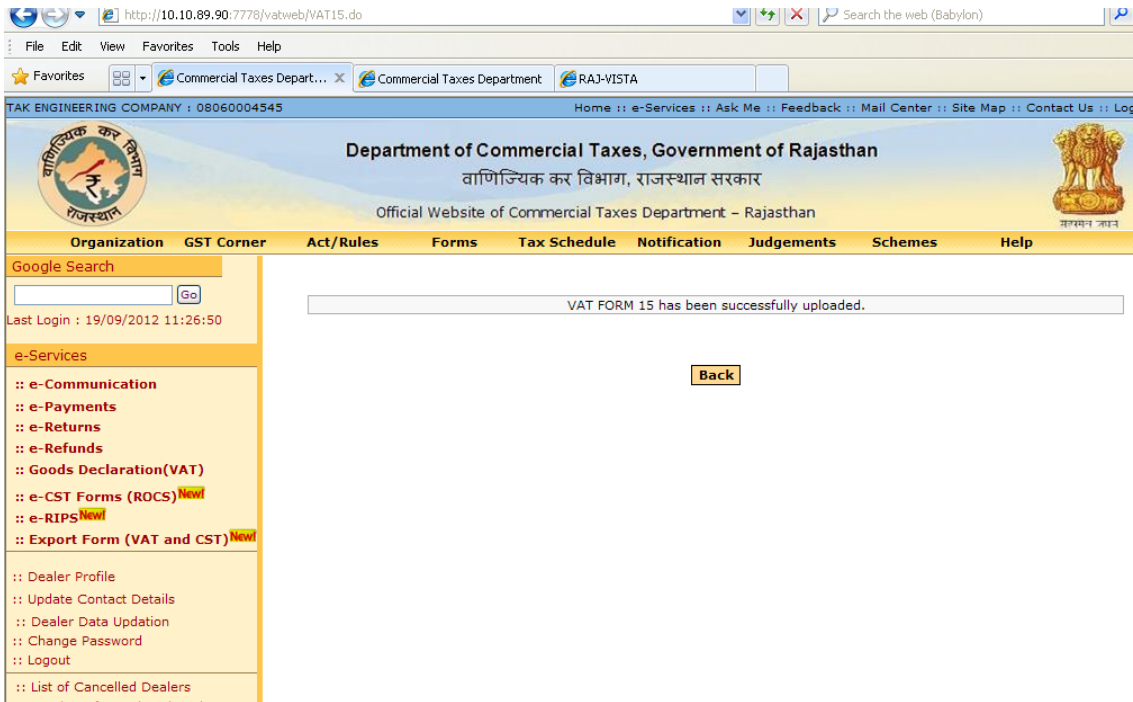 http://10.10.89.90:7778/vatweb/VAT15.do
Search the web (Babylon)
File Edit View Favorites Tools Help
Favorites
Commercial Taxes Depart...
Commercial Taxes Department
RAJ-VISTA
TAK ENGINEERING COMPANY : 08060004545
Home :: e-Services :: Ask Me :: Feedback :: Mail Center :: Site Map :: Contact Us :: Log
वाणिज्यिक कर विभाग
राजस्थान
Department of Commercial Taxes, Government of Rajasthan
वाणिज्यिक कर विभाग, राजस्थान सरकार
Official Website of Commercial Taxes Department – Rajasthan
सत्यमेव जयते
Organization GST Corner Act/Rules Forms Tax Schedule Notification Judgements Schemes Help
Google Search
Go
Last Login : 19/09/2012 11:26:50
VAT FORM 15 has been successfully uploaded.
Back
e-Services
:: e-Communication
:: e-Payments
:: e-Returns
:: e-Refunds
:: Goods Declaration(VAT)
:: e-CST Forms (ROCS) New!
:: e-RIPS New!
:: Export Form (VAT and CST) New!
:: Dealer Profile
:: Update Contact Details
:: Dealer Data Updation
:: Change Password
:: Logout
:: List of Cancelled Dealers